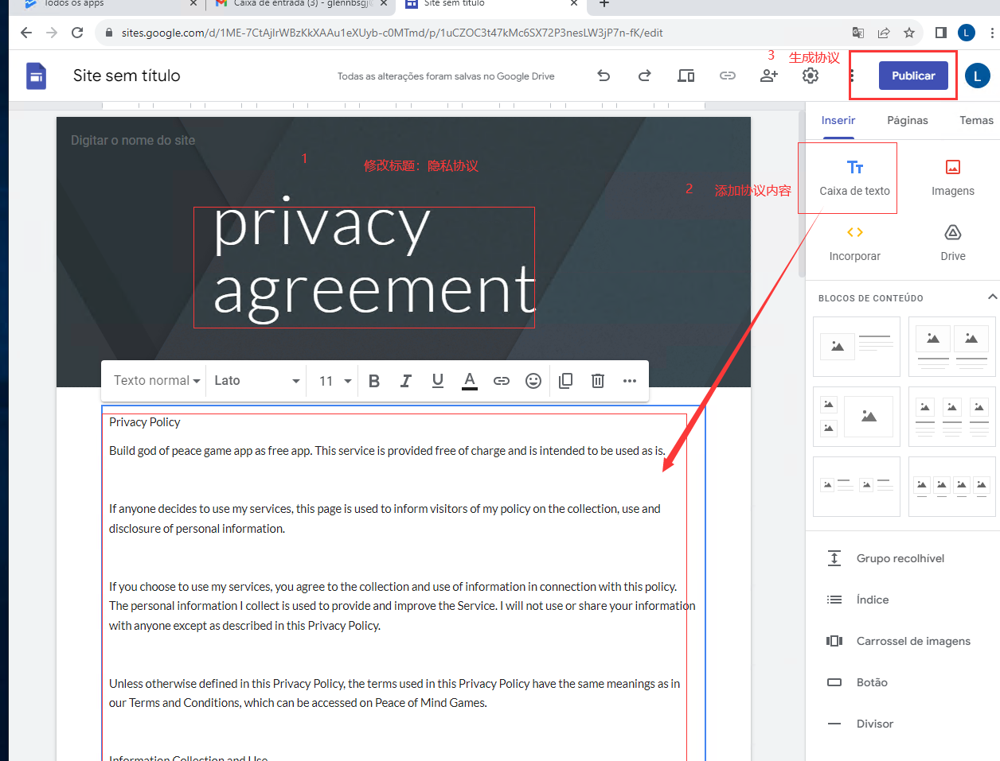 Todos os apps
Caixa de entrada (3) - glennbsgj
Site sem título
sites.google.com/d/1ME-7CtAjlrWBzKkXAAu1eXUyb-c0MTmd/p/1uCZOC3t47kMc6SX72P3nesLW3jP7n-fK/edit
L
3 生成协议
Site sem título
Todas as alterações foram salvas no Google Drive
Publicar
L
Inserir Páginas Temas
Digitar o nome do site
1 修改标题：隐私协议
2 添加协议内容
privacy
agreement
Caixa de texto Imagens
Incorporar Drive
BLOCOS DE CONTEÚDO
Texto normal Lato 11 B I U A
Privacy Policy
Build god of peace game app as free app. This service is provided free of charge and is intended to be used as is.
If anyone decides to use my services, this page is used to inform visitors of my policy on the collection, use and
disclosure of personal information.
If you choose to use my services, you agree to the collection and use of information in connection with this policy.
The personal information I collect is used to provide and improve the Service. I will not use or share your information
with anyone except as described in this Privacy Policy.
Unless otherwise defined in this Privacy Policy, the terms used in this Privacy Policy have the same meanings as in
our Terms and Conditions, which can be accessed on Peace of Mind Games.
Information Collection and Use
Grupo recolhível
Índice
Carrossel de imagens
Botão
Divisor